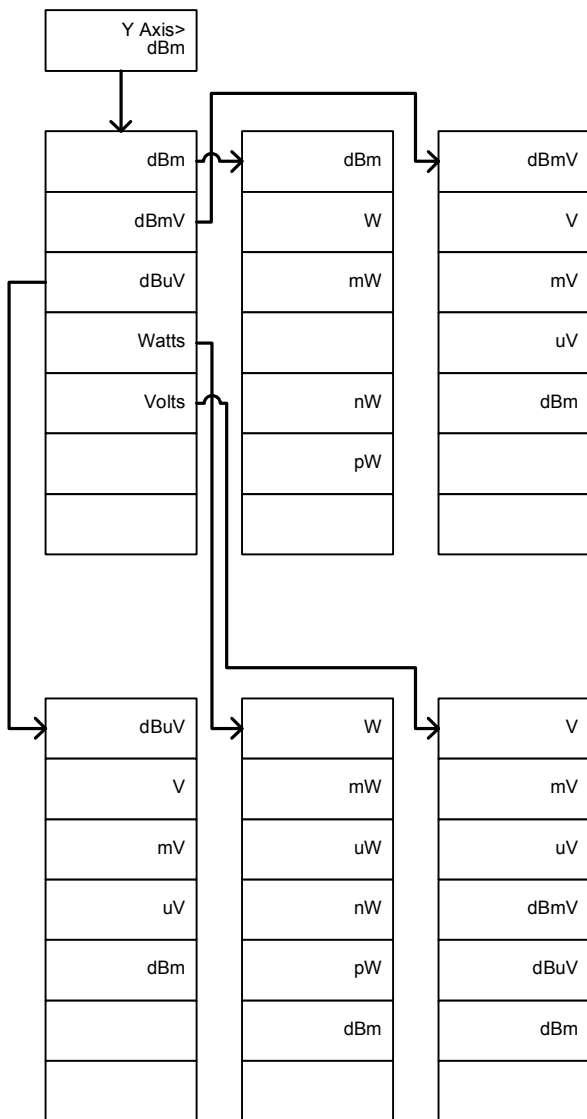 Y Axis>
dBm
dBm
dBmV
dBuV
Watts
Volts
dBm
W
mW
nW
pW
dBmV
V
mV
uV
dBm
dBuV
V
mV
uV
dBm
W
mW
uW
nW
pW
dBm
V
mV
uV
dBmV
dBuV
dBm